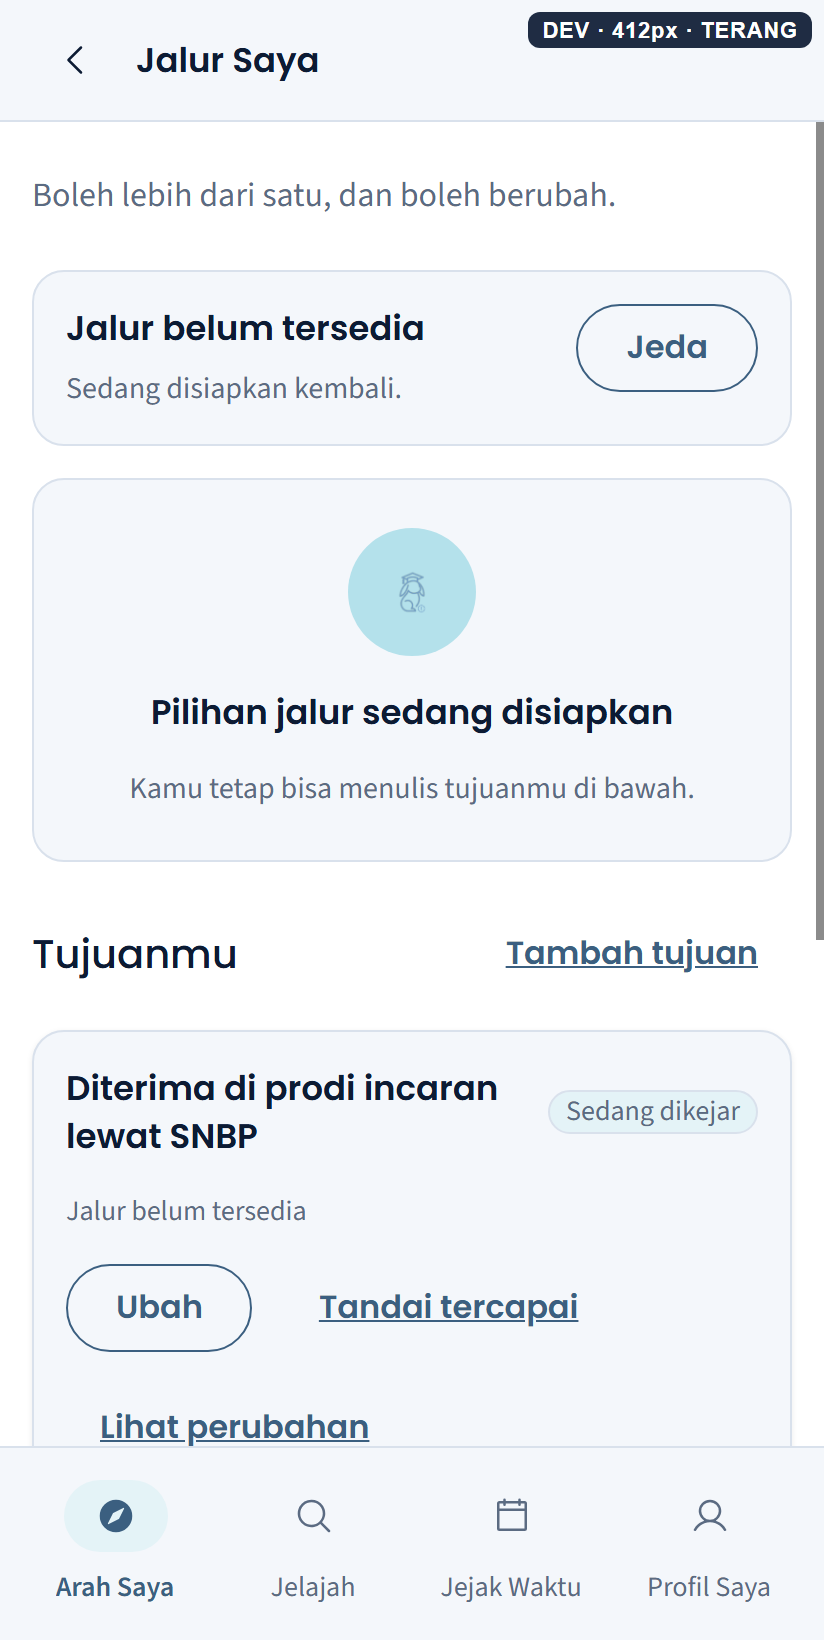 DEV · 412px · TERANG
Jalur Saya
Boleh lebih dari satu, dan boleh berubah.
Jalur belum tersedia
Jeda
Sedang disiapkan kembali.
Pilihan jalur sedang disiapkan
Kamu tetap bisa menulis tujuanmu di bawah.
Tujuanmu
Tambah tujuan
Diterima di prodi incaran
lewat SNBP
Sedang dikejar
Jalur belum tersedia
Ubah
Tandai tercapai
Lihat perubahan
Arah Saya
Jelajah
Jejak Waktu
Profil Saya